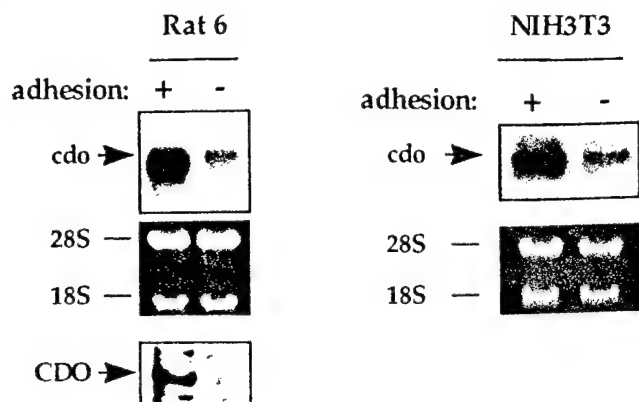 Rat 6
adhesion: + -
cdo
28S
18S
CDO
NIH3T3
adhesion: + -
cdo
28S
18S